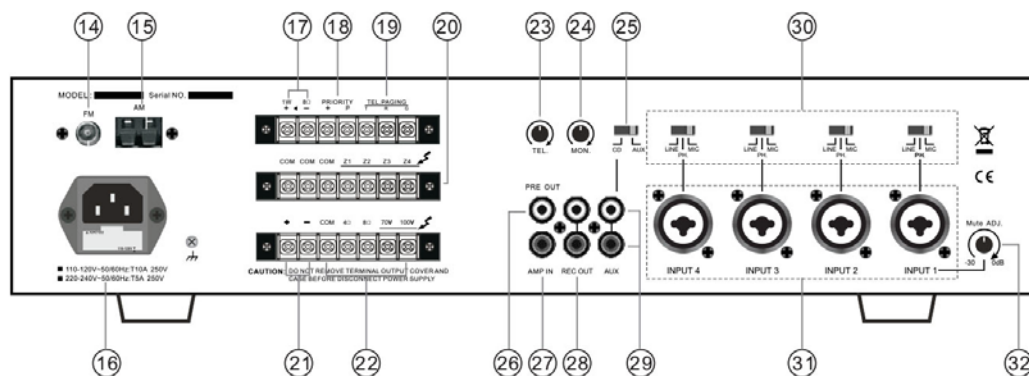 14 15 17 18 19 20 23 24 25 30
MODEL: Serial NO.
FM
AM
1W 8Ω PRIORITY TEL.PAGING
+ ◄ − + P T G
COM COM COM Z1 Z2 Z3 Z4
+ − COM 4Ω 8Ω 70V 100V
CAUTION: DO NOT REMOVE TERMINAL OUTPUT COVER AND
CASE BEFORE DISCONNECT POWER SUPPLY
■ 110-120V~50/60Hz:T10A 250V
■ 220-240V~50/60Hz:T5A 250V
TEL. MON. CD AUX
LINE PH. MIC LINE PH. MIC LINE PH. MIC LINE PH. MIC
CE
PRE OUT
AMP IN REC OUT AUX
INPUT 4 INPUT 3 INPUT 2 INPUT 1
Mute ADJ.
-30 0dB
16 21 22 26 27 28 29 31 32